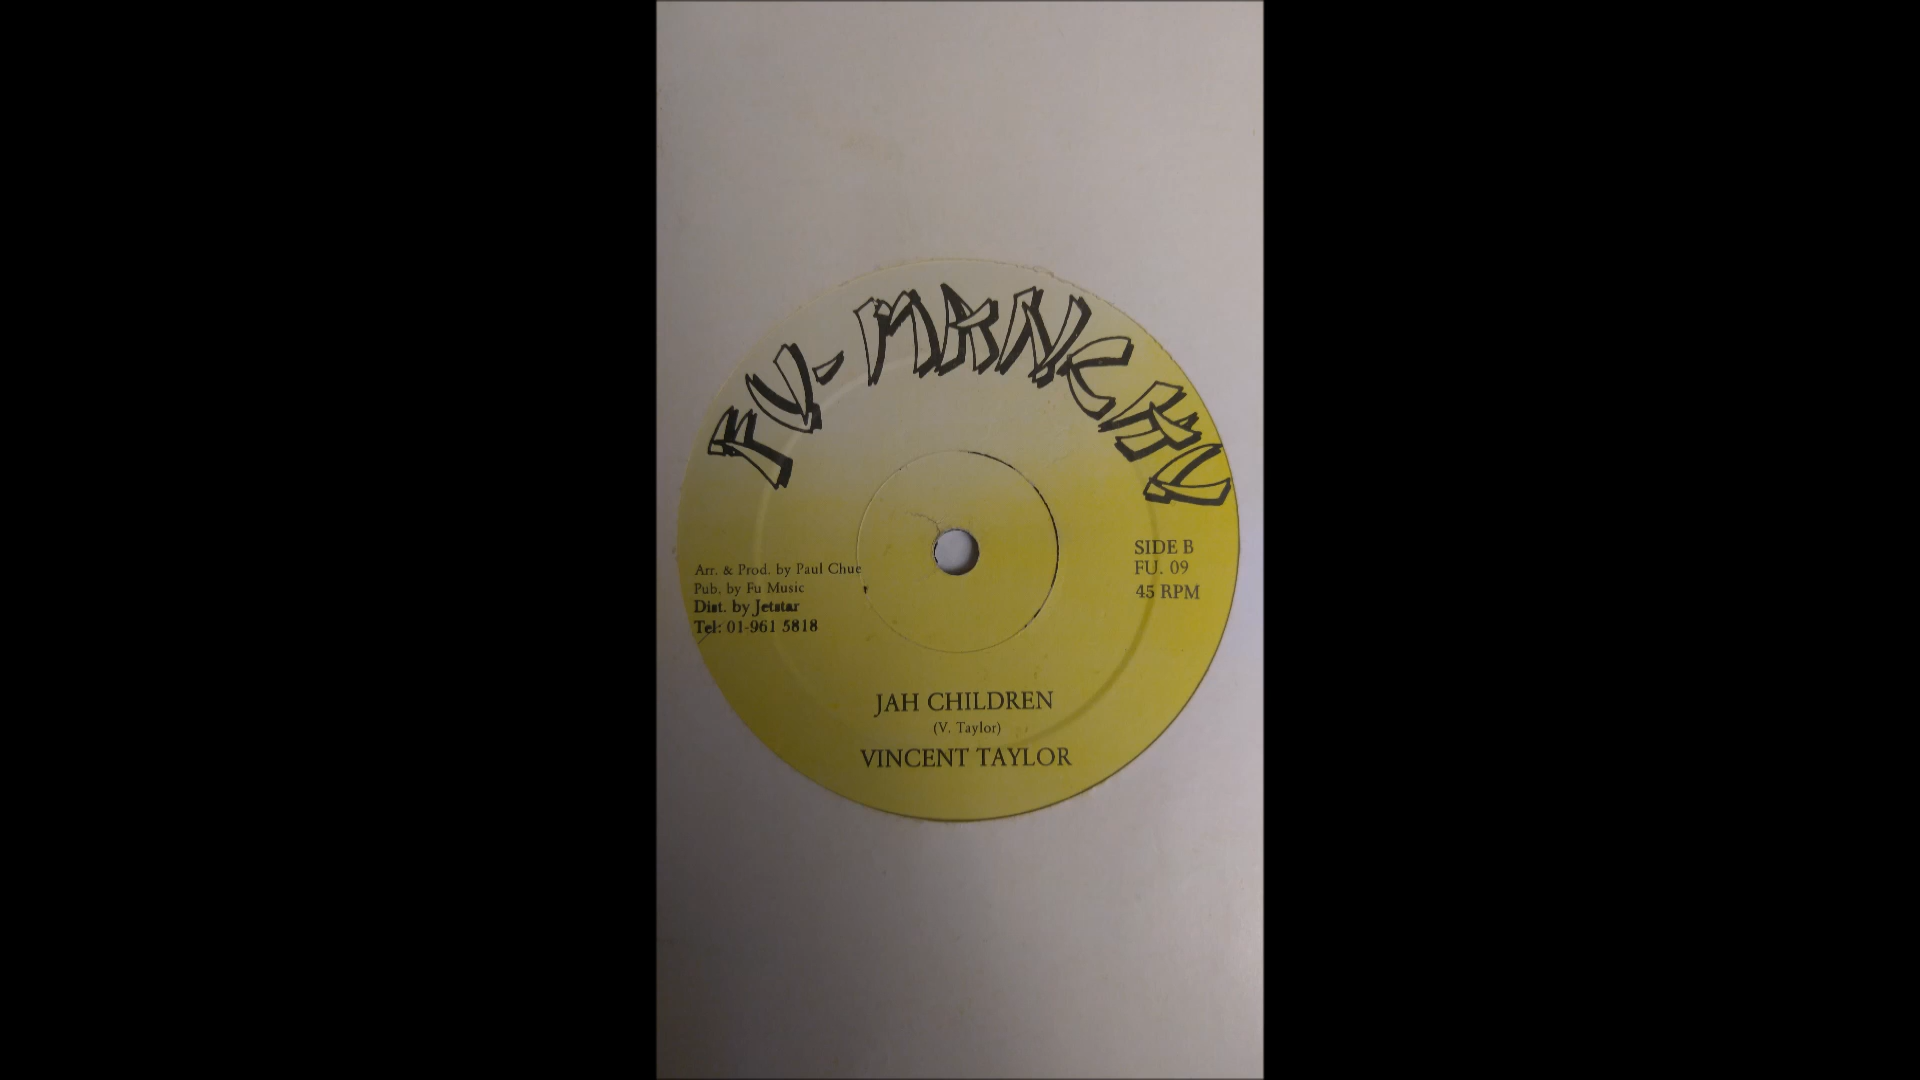 FU-MANCHU
Arr. & Prod. by Paul Chue
Pub. by Fu Music
Dist. by Jetstar
Tel: 01-961 5818
SIDE B
FU. 09
45 RPM
JAH CHILDREN
(V. Taylor)
VINCENT TAYLOR